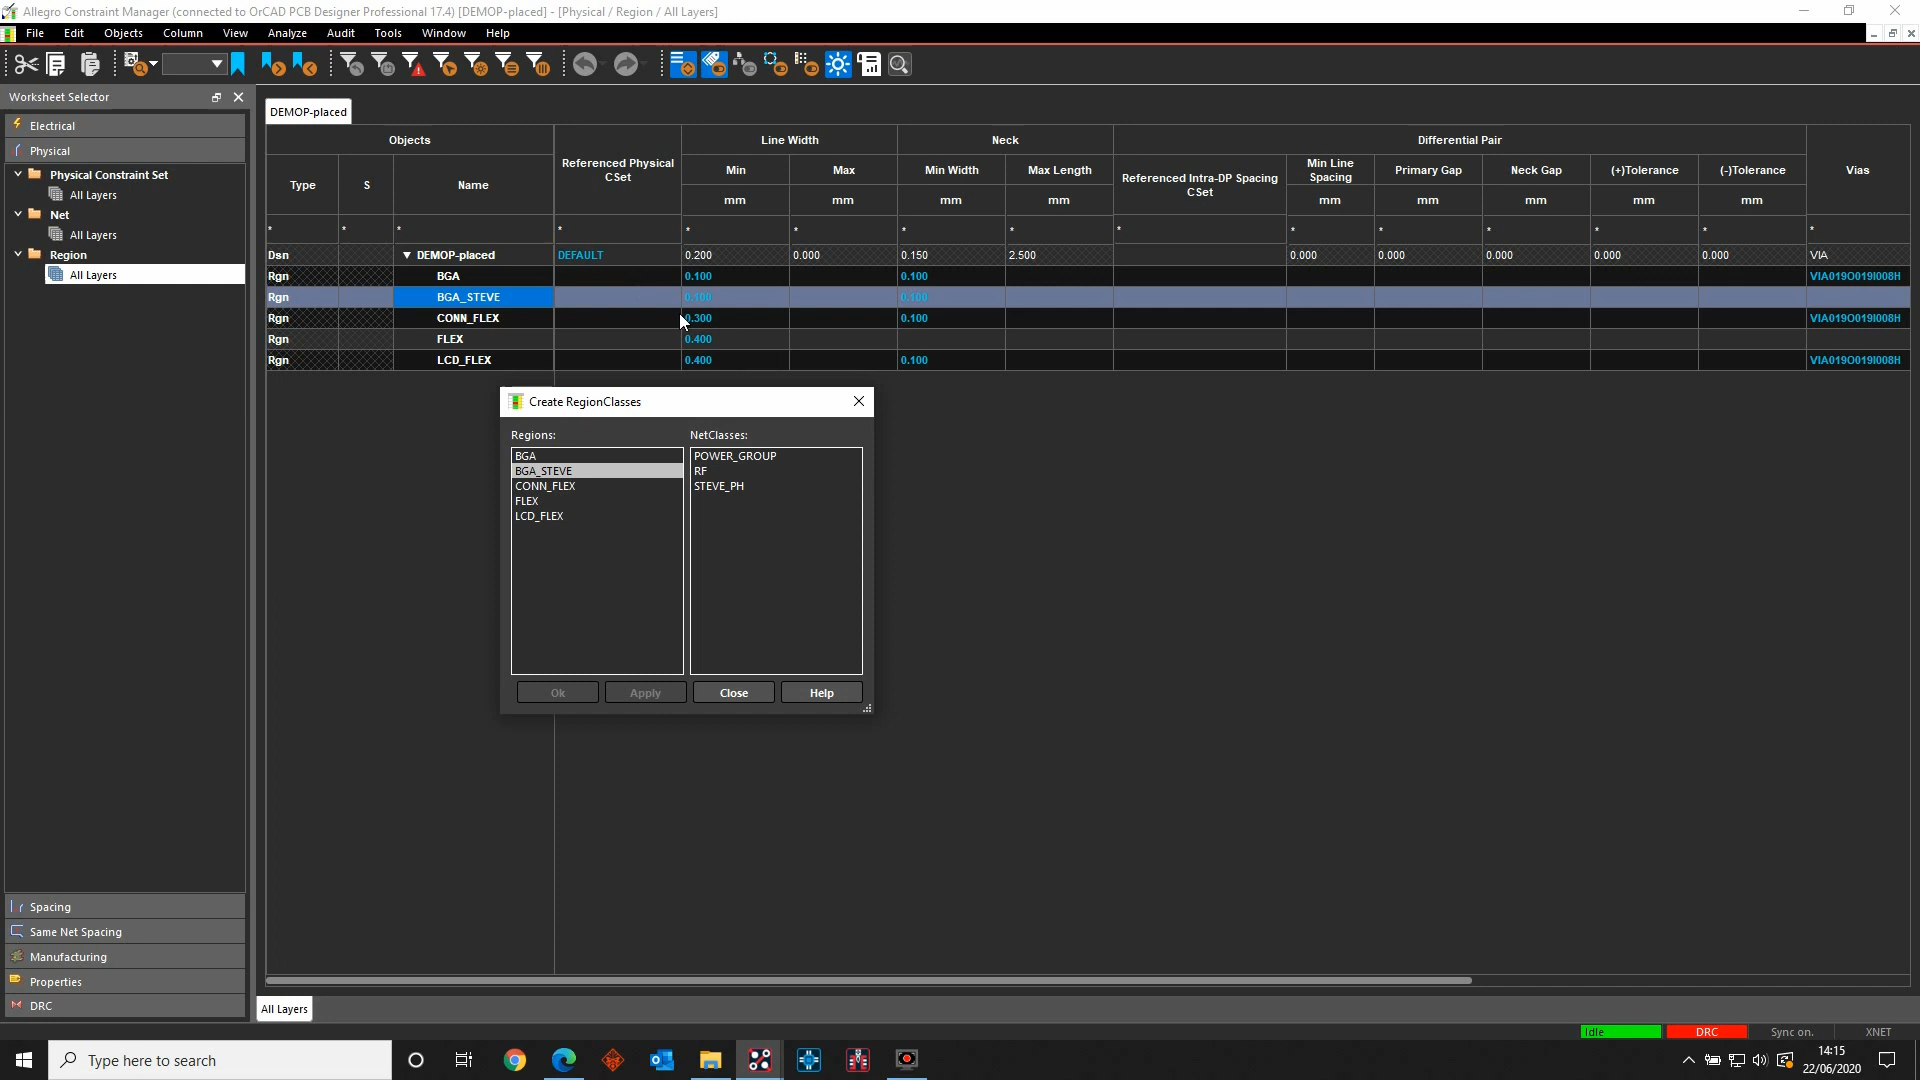 Allegro Constraint Manager (connected to OrCAD PCB Designer Professional 17.4) [DEMOP-placed] - [Physical / Region / All Layers]
File Edit Objects Column View Analyze Audit Tools Window Help
Worksheet Selector
Electrical
Physical
Physical Constraint Set
All Layers
Net
All Layers
Region
All Layers
Spacing
Same Net Spacing
Manufacturing
Properties
DRC
DEMOP-placed
Objects Referenced Physical CSet Line Width Neck Differential Pair Vias
Type S Name Min Max Min Width Max Length Referenced Intra-DP Spacing CSet Min Line Spacing Primary Gap Neck Gap (+)Tolerance (-)Tolerance
mm mm mm mm mm mm mm mm mm
* * * * * * * * * * * * * * *
Dsn DEMOP-placed DEFAULT 0.200 0.000 0.150 2.500 0.000 0.000 0.000 0.000 0.000 VIA
Rgn BGA 0.100 0.100 VIA019O019I008H
Rgn BGA_STEVE 0.100 0.100
Rgn CONN_FLEX 0.300 0.100 VIA019O019I008H
Rgn FLEX 0.400
Rgn LCD_FLEX 0.400 0.100 VIA019O019I008H
Create RegionClasses
Regions: NetClasses:
BGA
BGA_STEVE
CONN_FLEX
FLEX
LCD_FLEX
POWER_GROUP
RF
STEVE_PH
Ok Apply Close Help
All Layers
Idle DRC Sync on. XNET
Type here to search
14:15
22/06/2020